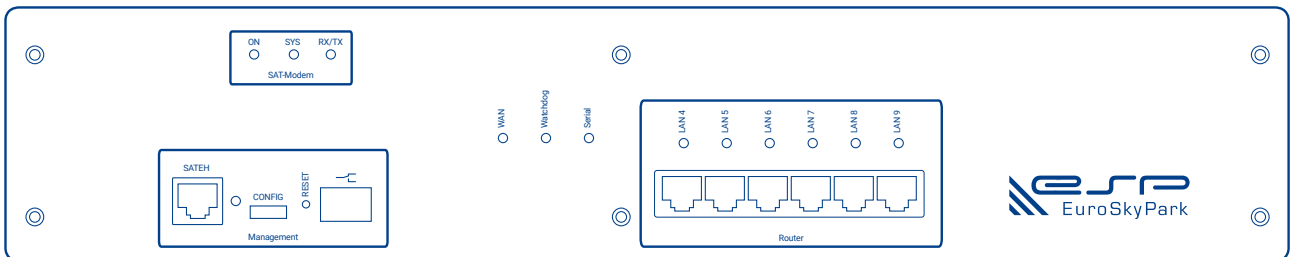 ON SYS RX/TX
SAT-Modem
WAN Watchdog Serial
LAN 4 LAN 5 LAN 6 LAN 7 LAN 8 LAN 9
SATEH
CONFIG
RESET
Management
Router
esp
EuroSkyPark